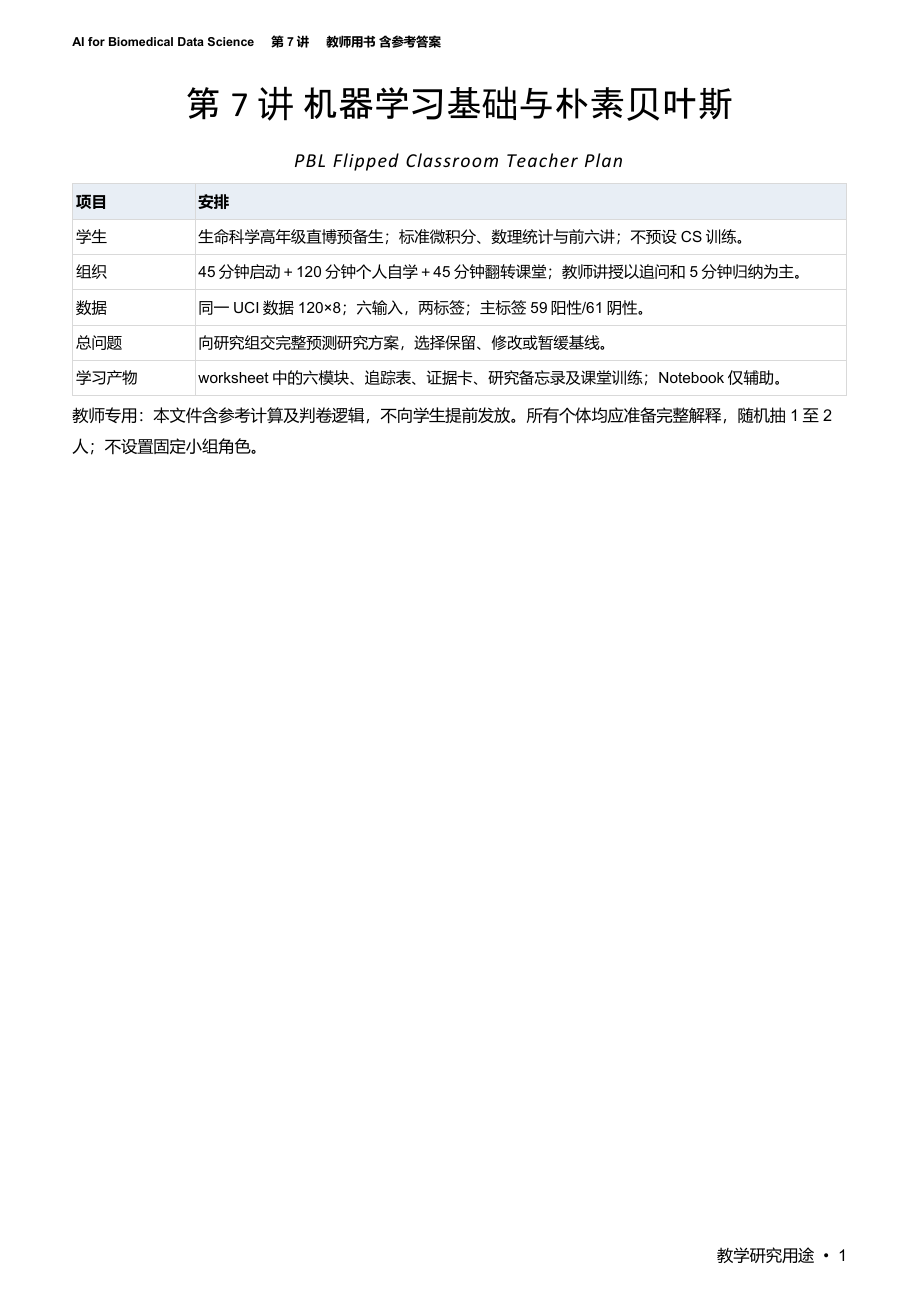 AI for Biomedical Data Science 第 7 讲 教师用书 含参考答案
第 7 讲 机器学习基础与朴素贝叶斯
PBL Flipped Classroom Teacher Plan
项目 安排
学生 生命科学高年级直博预备生；标准微积分、数理统计与前六讲；不预设 CS 训练。
组织 45 分钟启动＋120 分钟个人自学＋45 分钟翻转课堂；教师讲授以追问和 5 分钟归纳为主。
数据 同一 UCI 数据 120×8；六输入，两标签；主标签 59 阳性/61 阴性。
总问题 向研究组交完整预测研究方案，选择保留、修改或暂缓基线。
学习产物 worksheet 中的六模块、追踪表、证据卡、研究备忘录及课堂训练；Notebook 仅辅助。
教师专用：本文件含参考计算及判卷逻辑，不向学生提前发放。所有个体均应准备完整解释，随机抽 1 至 2
人；不设置固定小组角色。
教学研究用途 • 1